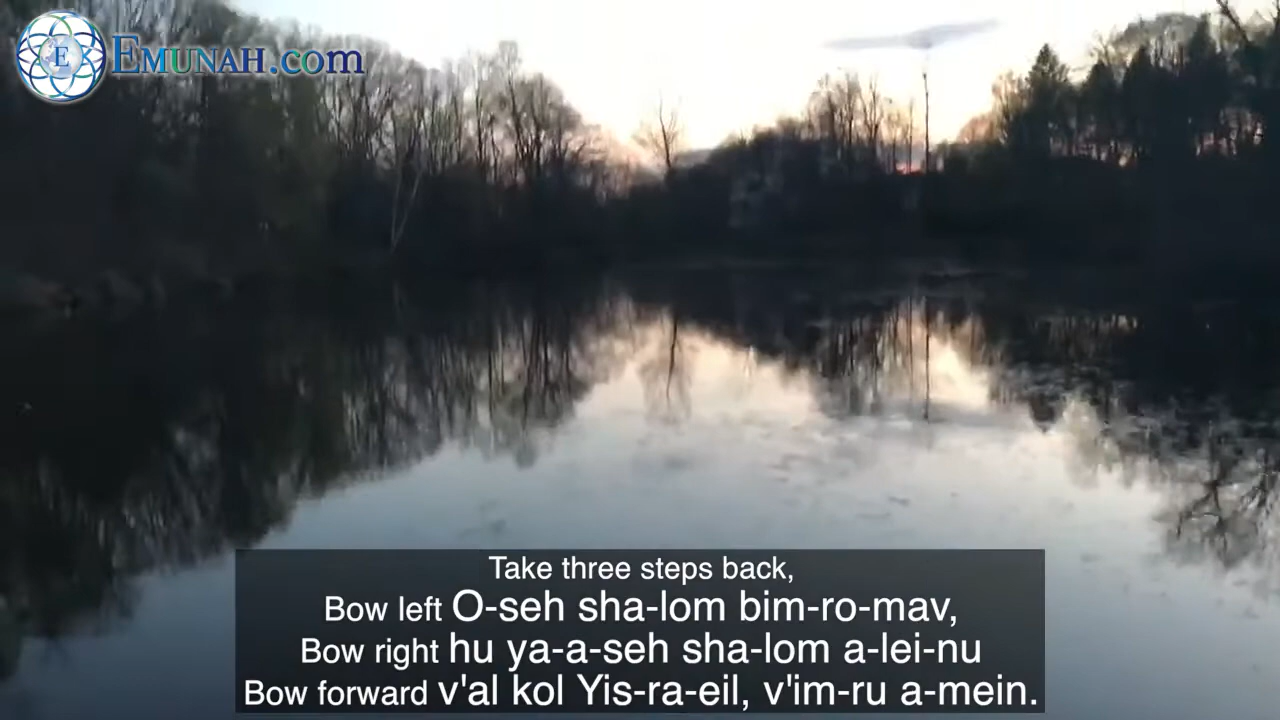 E EMUNAH.com
Take three steps back,
Bow left O-seh sha-lom bim-ro-mav,
Bow right hu ya-a-seh sha-lom a-lei-nu
Bow forward v'al kol Yis-ra-eil, v'im-ru a-mein.